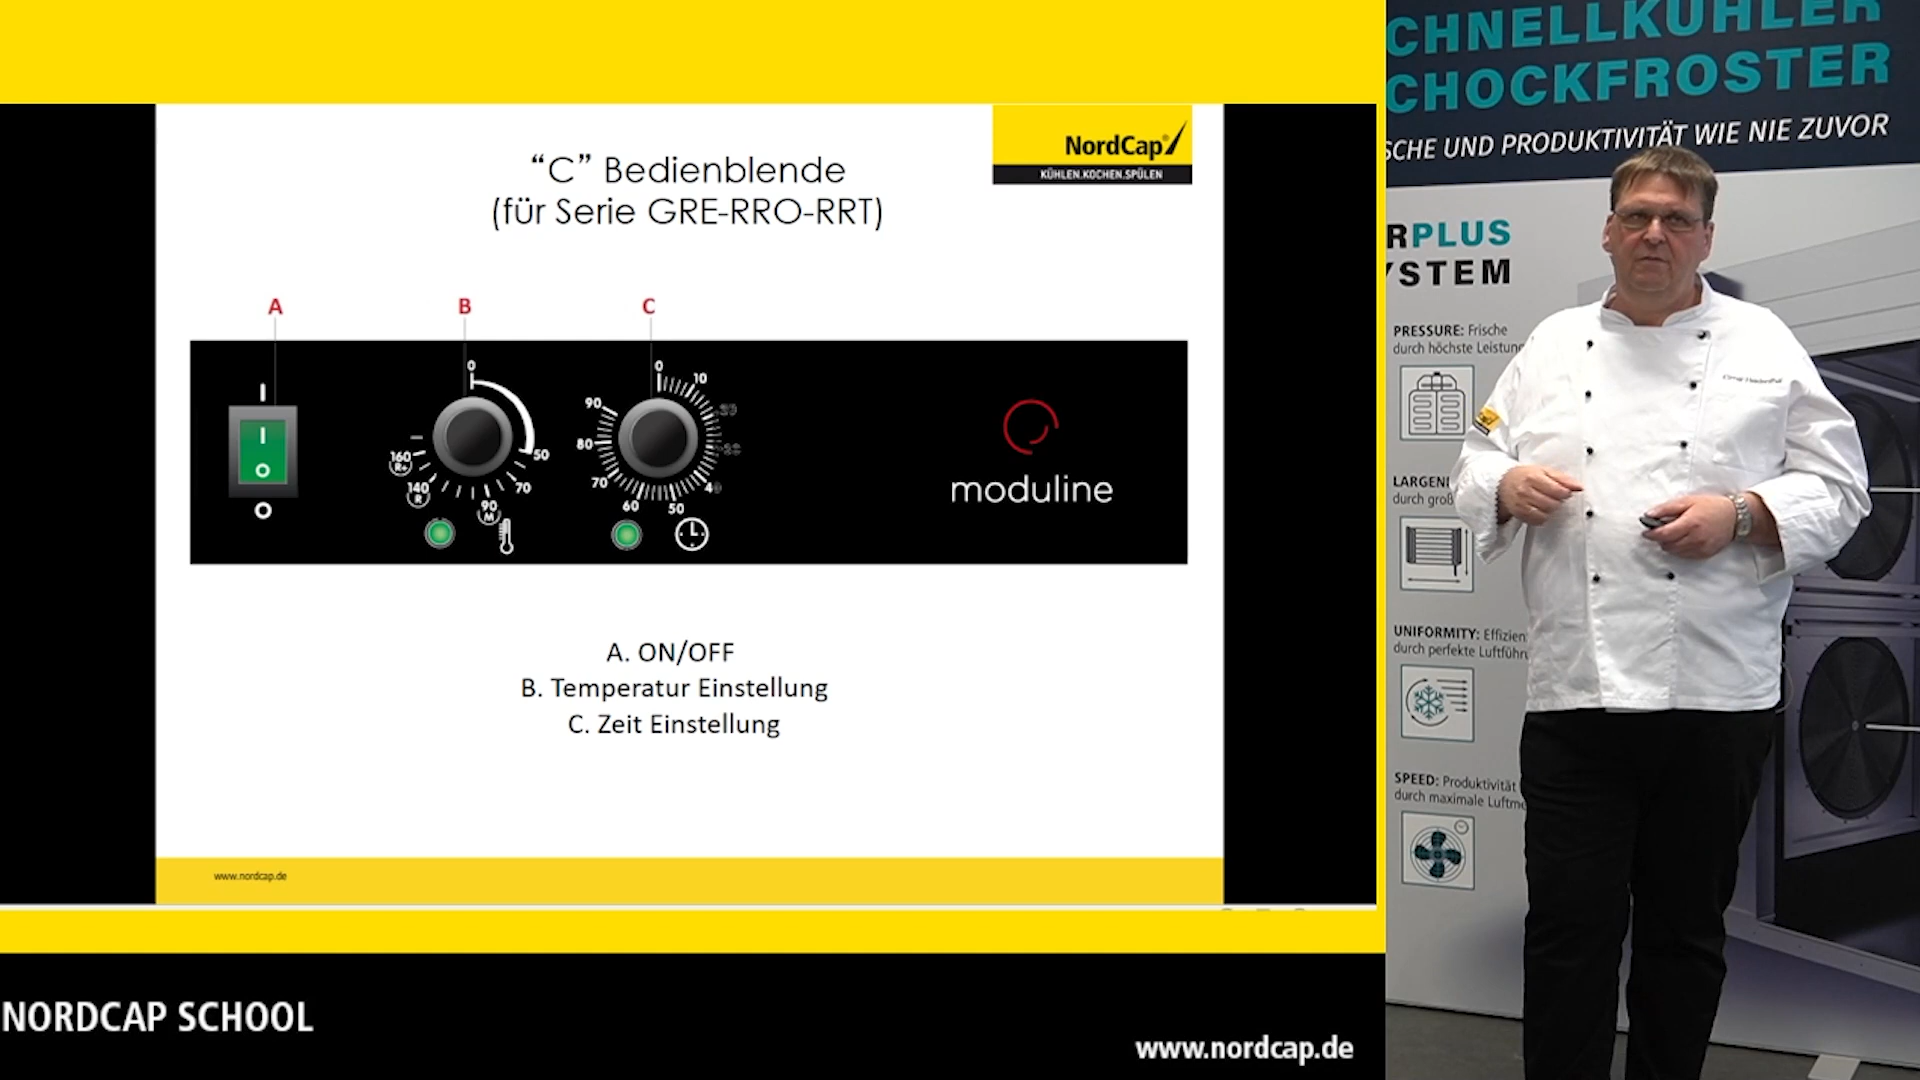 “C” Bedienblende
(für Serie GRE-RRO-RRT)
NordCap®
KÜHLEN.KOCHEN.SPÜLEN
A
B
C
0
50
70
90
M
140
R
160
R+
0
10
40
50
60
70
80
90
moduline
A. ON/OFF
B. Temperatur Einstellung
C. Zeit Einstellung
www.nordcap.de
NORDCAP SCHOOL
www.nordcap.de
CHNELLKÜHLER
CHOCKFROSTER
SCHE UND PRODUKTIVITÄT WIE NIE ZUVOR
RPLUS
YSTEM
PRESSURE: Frische
durch höchste Leistung
durch groß
UNIFORMITY: Effizien
durch perfekte Luftführ
SPEED: Produktivität
durch maximale Luftme